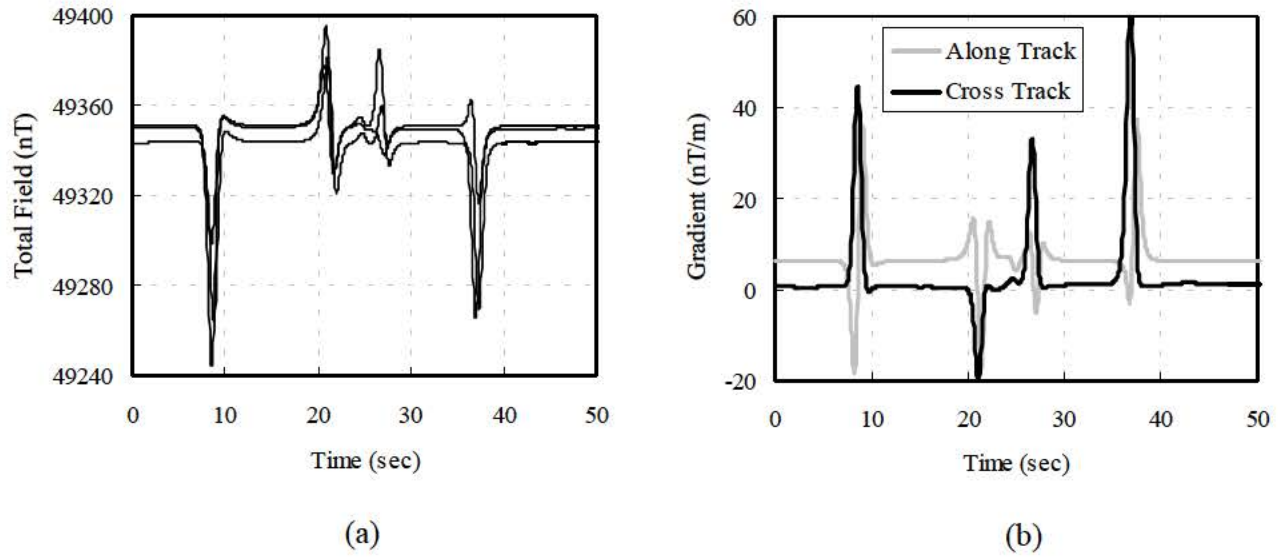 49400
49360
49320
49280
49240
Total Field (nT)
0 10 20 30 40 50
Time (sec)
(a)
60
40
20
0
-20
Gradient (nT/m)
Along Track
Cross Track
0 10 20 30 40 50
Time (sec)
(b)